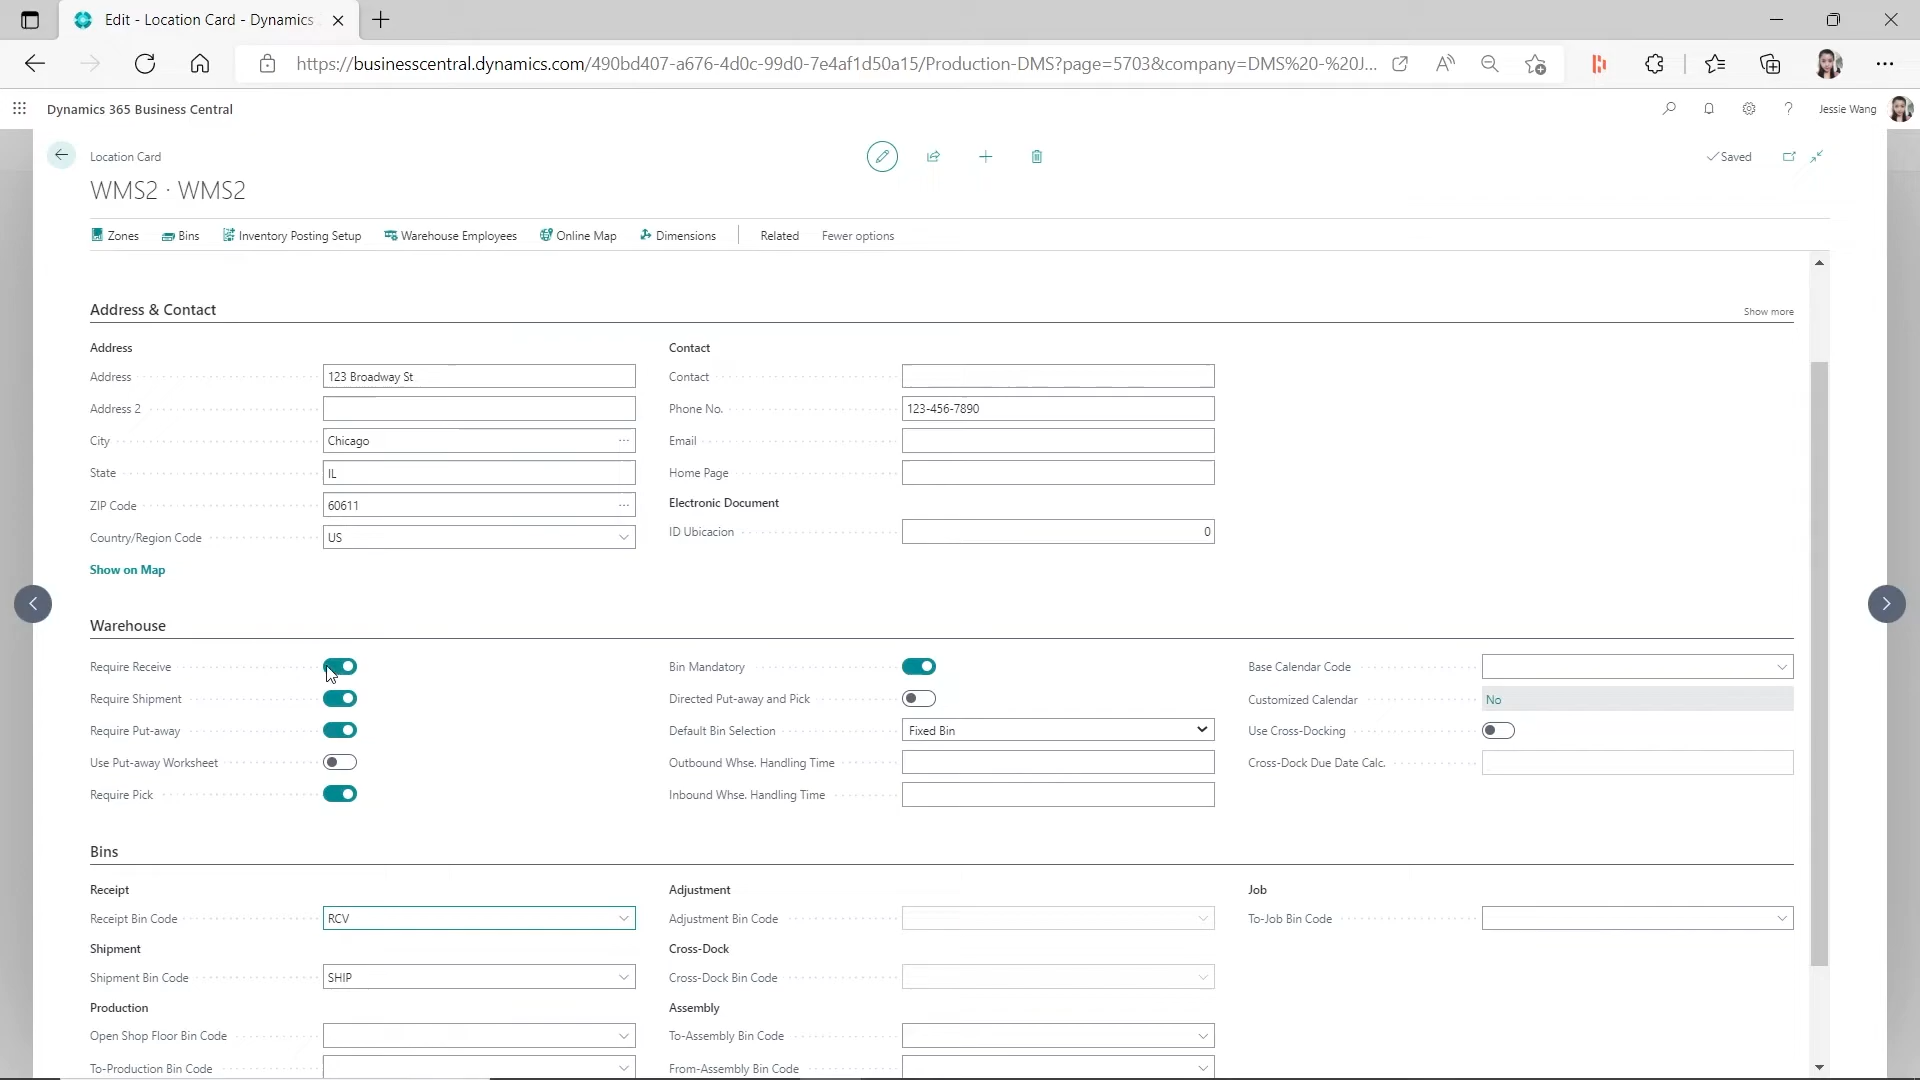 Edit - Location Card - Dynamics
https://businesscentral.dynamics.com/490bd407-a676-4d0c-99d0-7e4af1d50a15/Production-DMS?page=5703&company=DMS%20-%20J...
Dynamics 365 Business Central
Jessie Wang
Location Card
Saved
WMS2 · WMS2
Zones Bins Inventory Posting Setup Warehouse Employees Online Map Dimensions Related Fewer options
Address & Contact
Show more
Address
Contact
Address 123 Broadway St
Contact
Address 2
Phone No. 123-456-7890
City Chicago
Email
State IL
Home Page
Electronic Document
ZIP Code 60611
ID Ubicacion 0
Country/Region Code US
Show on Map
Warehouse
Require Receive
Bin Mandatory
Base Calendar Code
Require Shipment
Directed Put-away and Pick
Customized Calendar No
Require Put-away
Default Bin Selection Fixed Bin
Use Cross-Docking
Use Put-away Worksheet
Outbound Whse. Handling Time
Cross-Dock Due Date Calc.
Require Pick
Inbound Whse. Handling Time
Bins
Receipt
Adjustment
Job
Receipt Bin Code RCV
Adjustment Bin Code
To-Job Bin Code
Shipment
Cross-Dock
Shipment Bin Code SHIP
Cross-Dock Bin Code
Production
Assembly
Open Shop Floor Bin Code
To-Assembly Bin Code
To-Production Bin Code
From-Assembly Bin Code